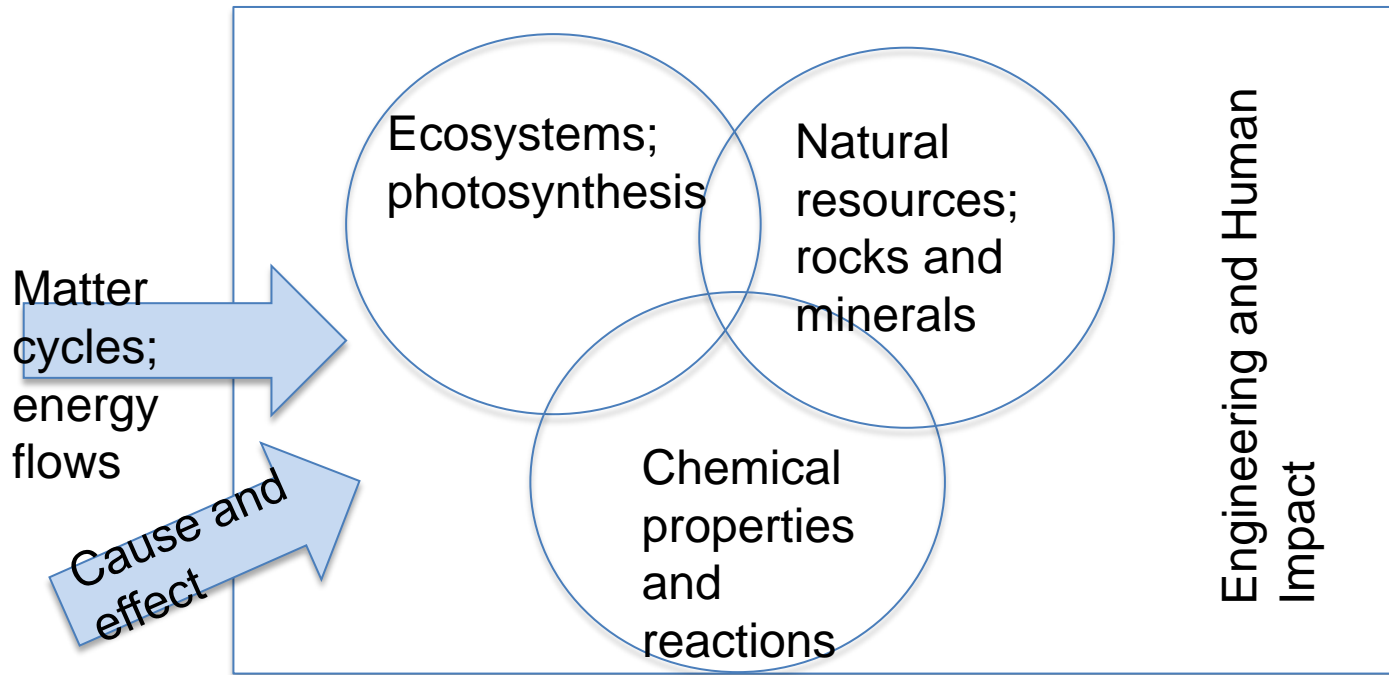 Ecosystems;
photosynthesis
Natural
resources;
rocks and
minerals
Matter
cycles;
energy
flows
Cause and
effect
Chemical
properties
and
reactions
Engineering and Human
Impact